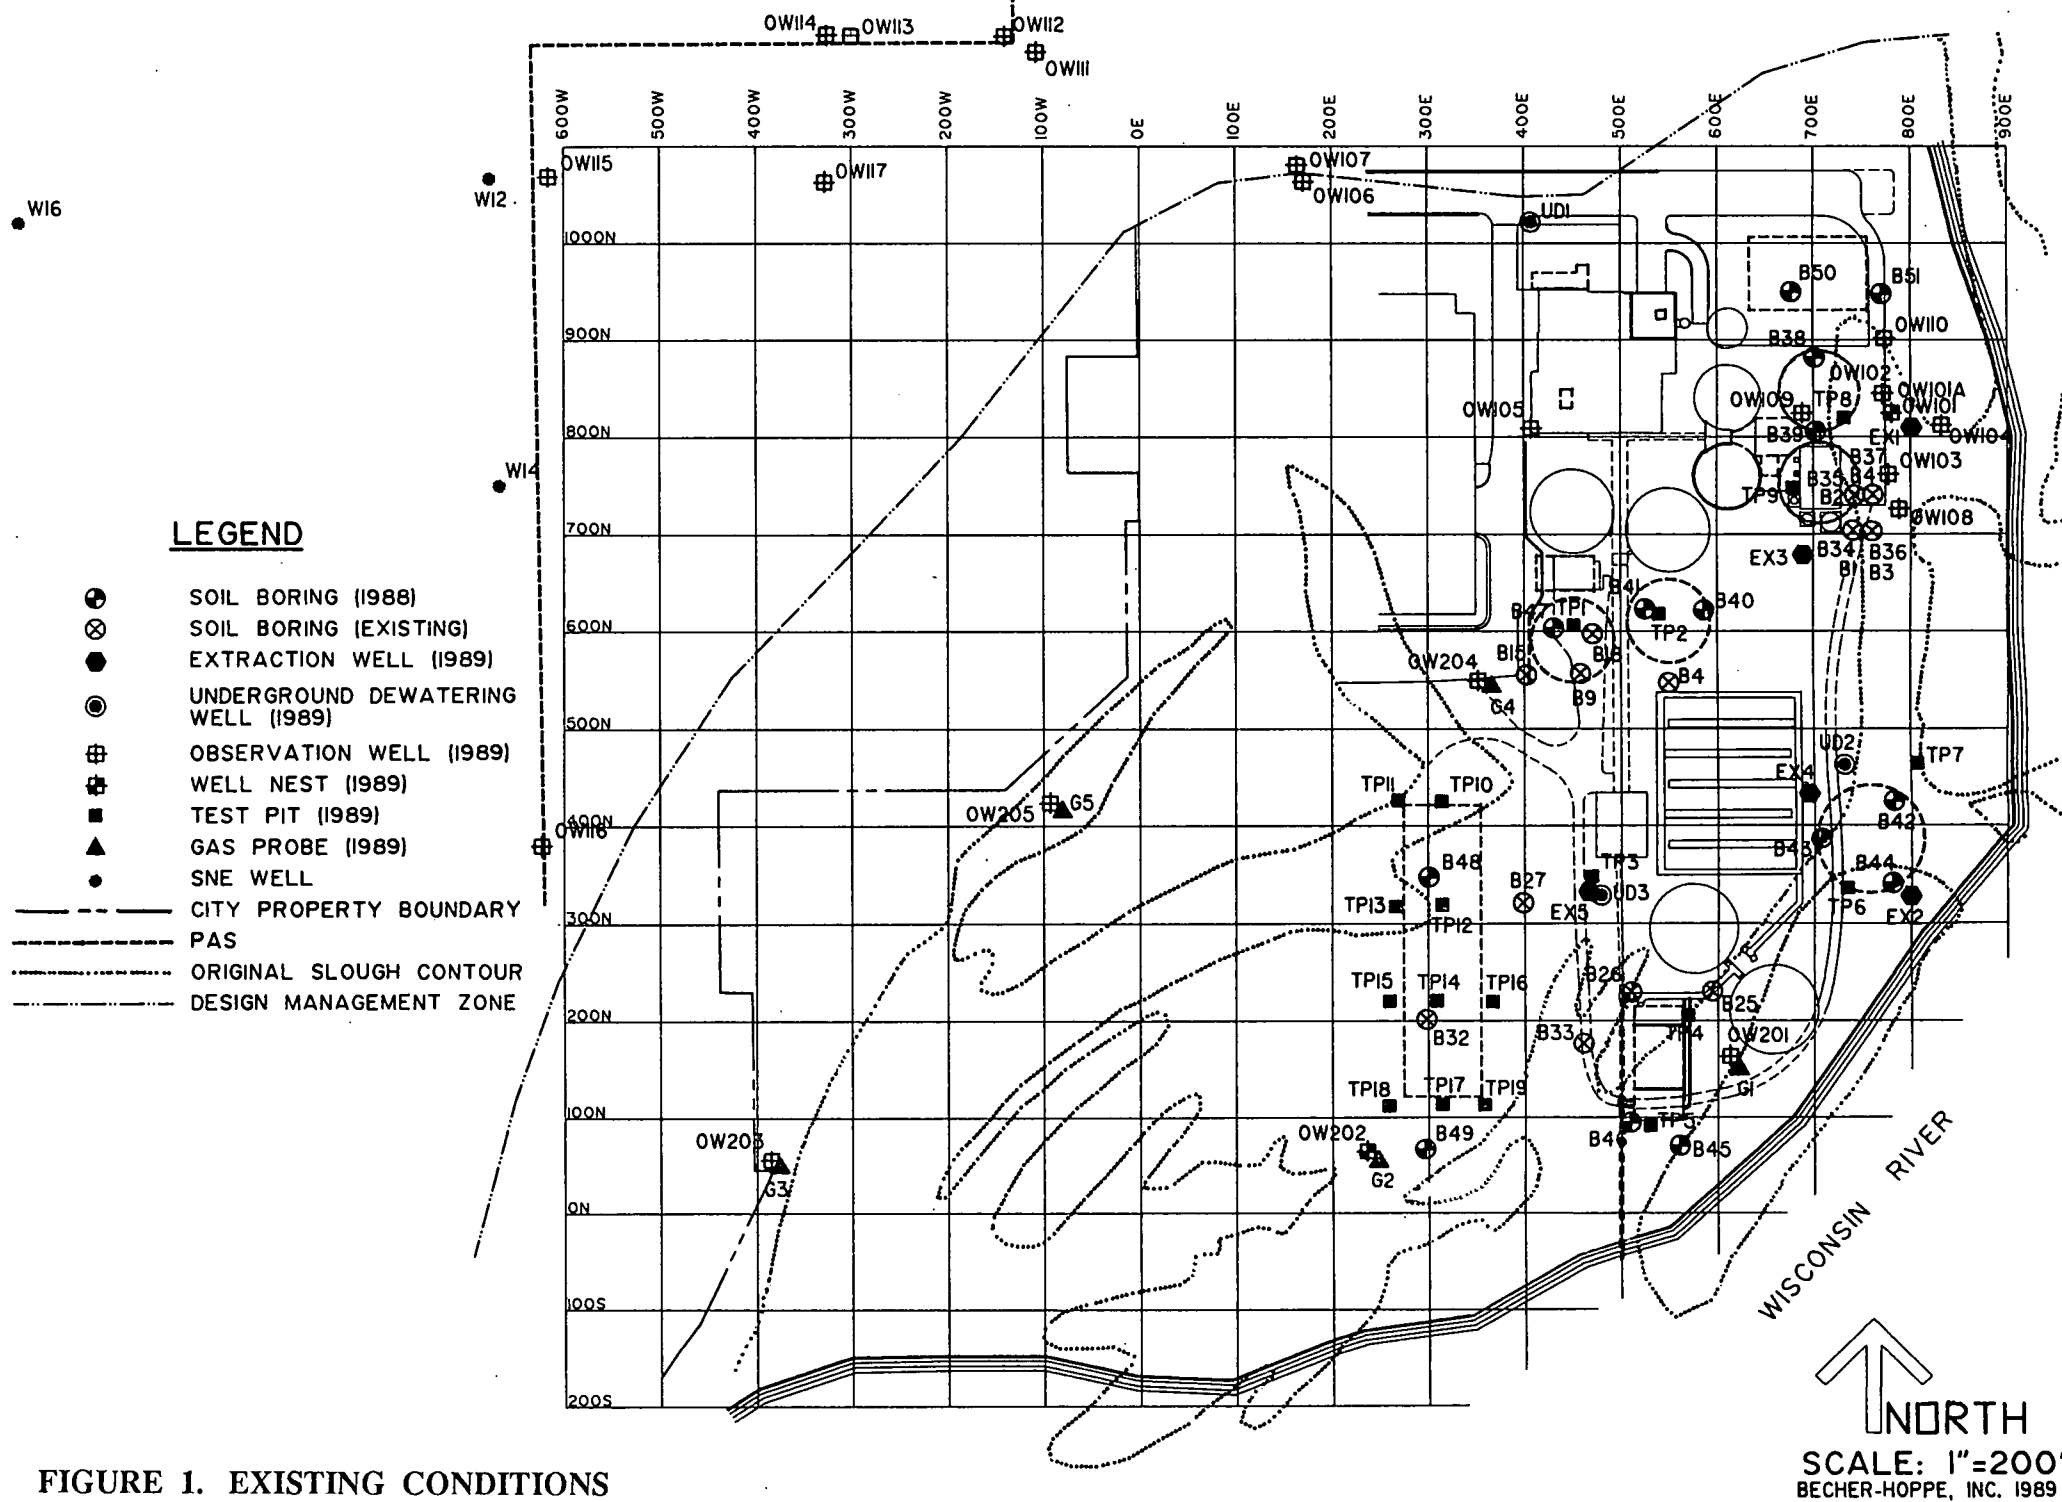 OW114
OW113
OW112
OW111
600W
500W
400W
300W
200W
100W
0E
100E
200E
300E
400E
500E
600E
700E
800E
900E
OW115
OW117
OW107
OW106
W12
W16
UD1
1000N
B50
B51
900N
OW110
B38
OW102
OW101A
OW109
TP8
OW101
OW105
EX1
OW104
800N
B39
B37
OW103
W14
B35
TP9
B2
OW108
700N
EX3
B34
B36
B1
B3
B41
B40
B47
TP1
TP2
600N
B15
B18
OW204
B4
G4
B9
500N
UD2
TP7
EX4
TP11
TP10
G5
OW205
B42
400N
OW116
B43
B48
TP3
B44
B27
UD3
TP13
EX5
TP6
EX2
TP12
300N
B26
TP15
TP14
TP16
B25
200N
B32
B33
TP4
OW201
TP18
TP17
TP19
G1
100N
TP5
OW203
OW202
B49
B45
G3
G2
0N
100S
200S
WISCONSIN RIVER
LEGEND
SOIL BORING (1988)
SOIL BORING (EXISTING)
EXTRACTION WELL (1989)
UNDERGROUND DEWATERING
WELL (1989)
OBSERVATION WELL (1989)
WELL NEST (1989)
TEST PIT (1989)
GAS PROBE (1989)
SNE WELL
CITY PROPERTY BOUNDARY
PAS
ORIGINAL SLOUGH CONTOUR
DESIGN MANAGEMENT ZONE
NORTH
SCALE: 1"=200'
BECHER-HOPPE, INC. 1989
FIGURE 1. EXISTING CONDITIONS